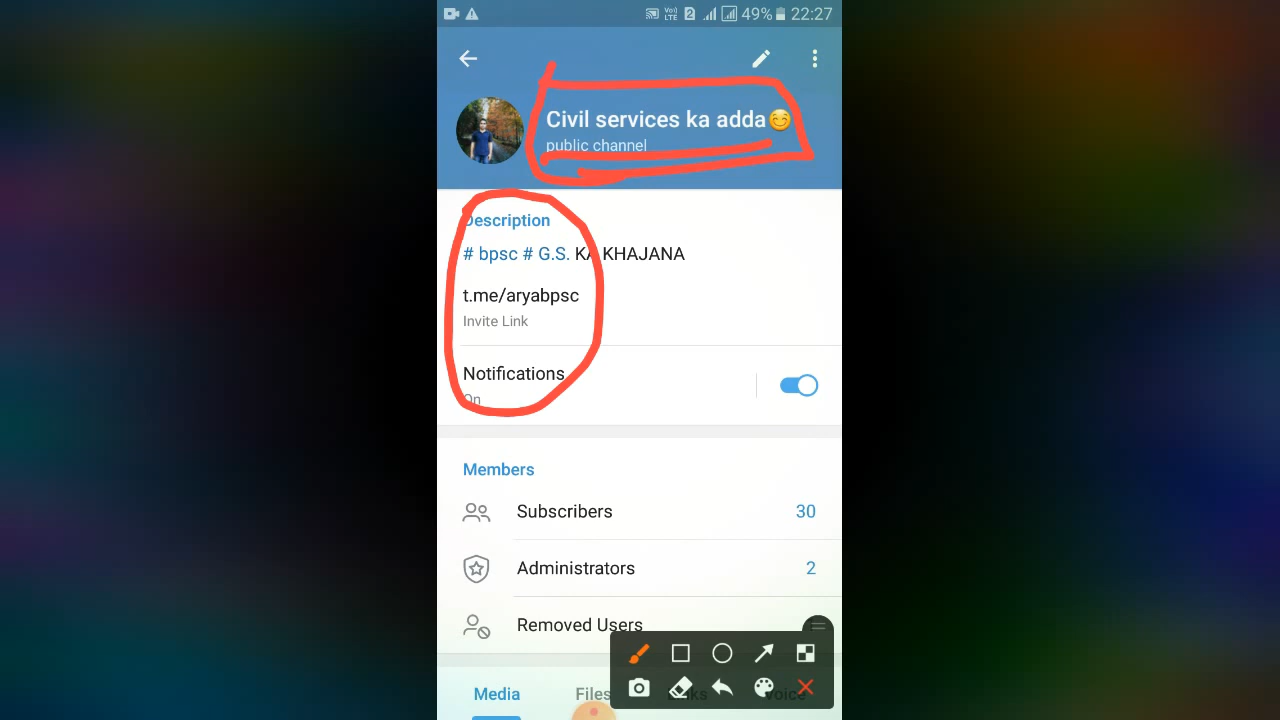 49% 22:27
Civil services ka adda😊
public channel
Description
# bpsc # G.S. KA KHAJANA
t.me/aryabpsc
Invite Link
Notifications
On
Members
Subscribers 30
Administrators 2
Removed Users
Media Files